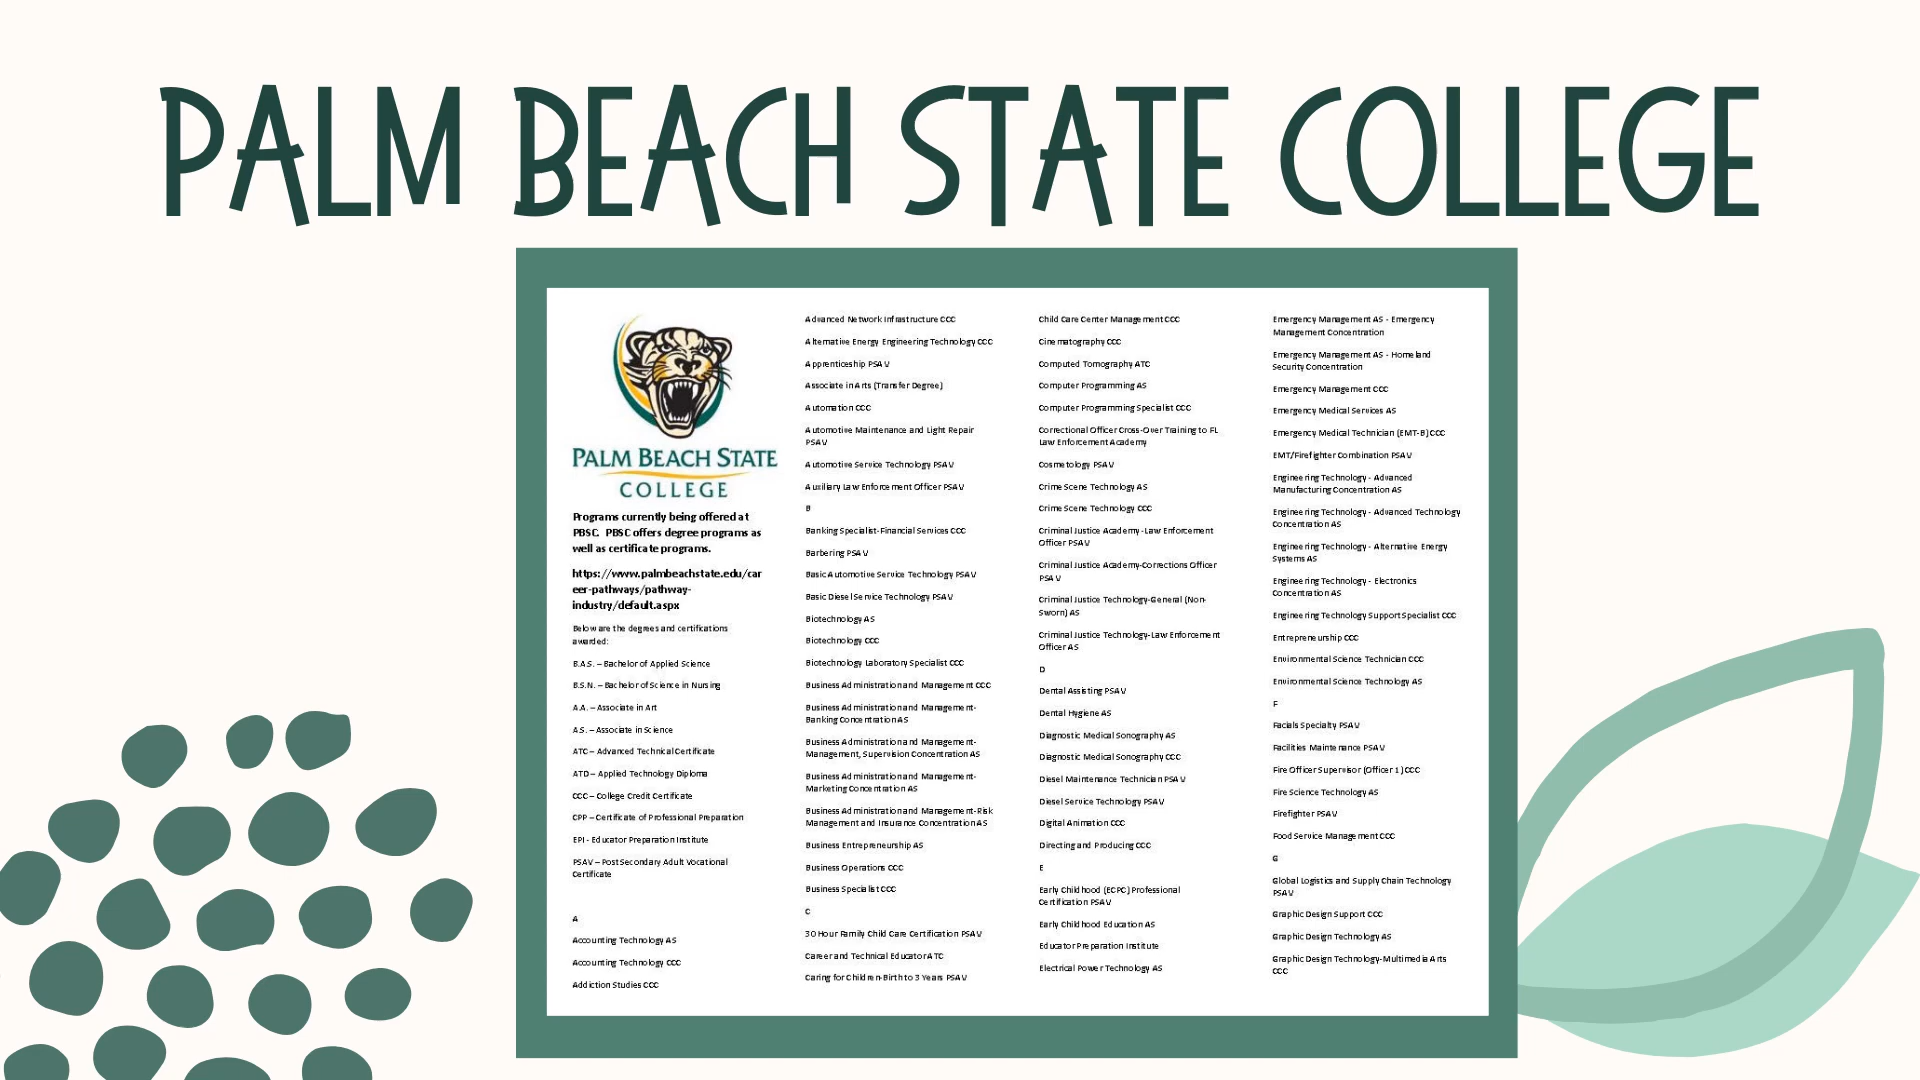 PALM BEACH STATE COLLEGE
PALM BEACH STATE
COLLEGE
Programs currently being offered at
PBSC. PBSC offers degree programs as
well as certificate programs.
https://www.palmbeachstate.edu/car
eer-pathways/pathway-
industry/default.aspx
Below are the degrees and certifications
awarded:
B.A.S. – Bachelor of Applied Science
B.S.N. – Bachelor of Science in Nursing
A.A. – Associate in Art
A.S. – Associate in Science
ATC – Advanced Technical Certificate
ATD – Applied Technology Diploma
CCC – College Credit Certificate
CPP – Certificate of Professional Preparation
EPI - Educator Preparation Institute
PSAV – Post Secondary Adult Vocational
Certificate
A
Accounting Technology AS
Accounting Technology CCC
Addiction Studies CCC
Advanced Network Infrastructure CCC
Alternative Energy Engineering Technology CCC
Apprenticeship PSAV
Associate in Arts (Transfer Degree)
Automation CCC
Automotive Maintenance and Light Repair
PSAV
Automotive Service Technology PSAV
Auxiliary Law Enforcement Officer PSAV
B
Banking Specialist-Financial Services CCC
Barbering PSAV
Basic Automotive Service Technology PSAV
Basic Diesel Service Technology PSAV
Biotechnology AS
Biotechnology CCC
Biotechnology Laboratory Specialist CCC
Business Administration and Management CCC
Business Administration and Management-
Banking Concentration AS
Business Administration and Management-
Management, Supervision Concentration AS
Business Administration and Management-
Marketing Concentration AS
Business Administration and Management-Risk
Management and Insurance Concentration AS
Business Entrepreneurship AS
Business Operations CCC
Business Specialist CCC
C
30 Hour Family Child Care Certification PSAV
Career and Technical Educator ATC
Caring for Children-Birth to 3 Years PSAV
Child Care Center Management CCC
Cinematography CCC
Computed Tomography ATC
Computer Programming AS
Computer Programming Specialist CCC
Correctional Officer Cross-Over Training to FL
Law Enforcement Academy
Cosmetology PSAV
Crime Scene Technology AS
Crime Scene Technology CCC
Criminal Justice Academy -Law Enforcement
Officer PSAV
Criminal Justice Academy-Corrections Officer
PSAV
Criminal Justice Technology-General (Non-
Sworn) AS
Criminal Justice Technology-Law Enforcement
Officer AS
D
Dental Assisting PSAV
Dental Hygiene AS
Diagnostic Medical Sonography AS
Diagnostic Medical Sonography CCC
Diesel Maintenance Technician PSAV
Diesel Service Technology PSAV
Digital Animation CCC
Directing and Producing CCC
E
Early Childhood (ECPC) Professional
Certification PSAV
Early Childhood Education AS
Educator Preparation Institute
Electrical Power Technology AS
Emergency Management AS - Emergency
Management Concentration
Emergency Management AS - Homeland
Security Concentration
Emergency Management CCC
Emergency Medical Services AS
Emergency Medical Technician (EMT-B) CCC
EMT/Firefighter Combination PSAV
Engineering Technology - Advanced
Manufacturing Concentration AS
Engineering Technology - Advanced Technology
Concentration AS
Engineering Technology - Alternative Energy
Systems AS
Engineering Technology - Electronics
Concentration AS
Engineering Technology Support Specialist CCC
Entrepreneurship CCC
Environmental Science Technician CCC
Environmental Science Technology AS
F
Facials Specialty PSAV
Facilities Maintenance PSAV
Fire Officer Supervisor (Officer 1) CCC
Fire Science Technology AS
Firefighter PSAV
Food Service Management CCC
G
Global Logistics and Supply Chain Technology
PSAV
Graphic Design Support CCC
Graphic Design Technology AS
Graphic Design Technology-Multimedia Arts
CCC